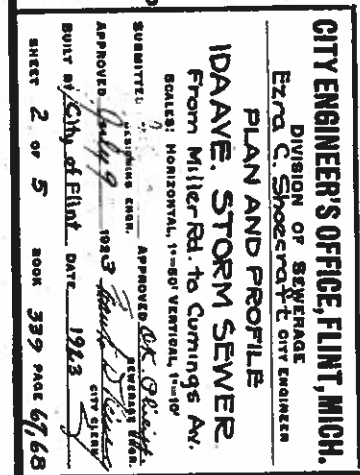 CITY ENGINEER'S OFFICE, FLINT, MICH.
DIVISION OF SEWERAGE
Ezra C. Shoecraft CITY ENGINEER
PLAN AND PROFILE
IDA AVE. STORM SEWER
From Miller Rd. to Cumings Av.
SCALES: HORIZONTAL, 1"=50' VERTICAL, 1"=10'
SUBMITTED APPROVED
DESIGNING ENGR. SEWERAGE ENGR.
APPROVED July 9 1923
CITY CLERK
BUILT BY City of Flint DATE 1923
SHEET 2 OF 5 BOOK 339 PAGE 67,68